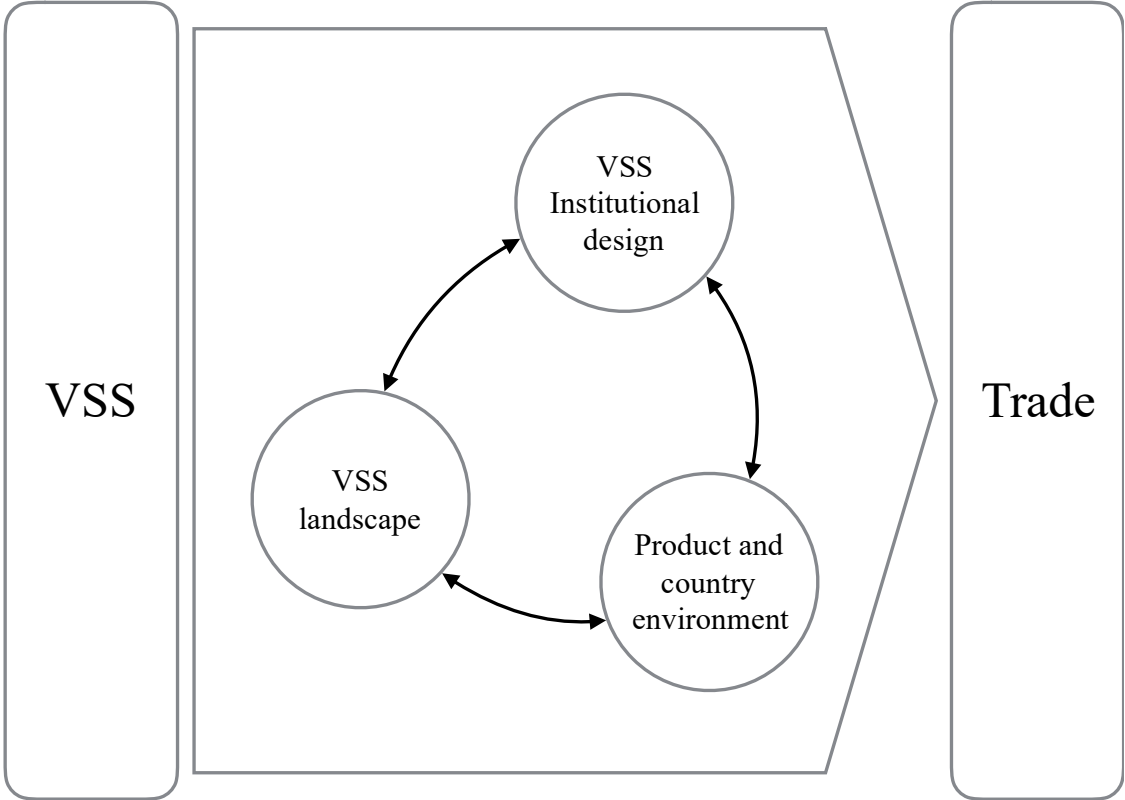 VSS
VSS
Institutional
design
VSS
landscape
Product and
country
environment
Trade